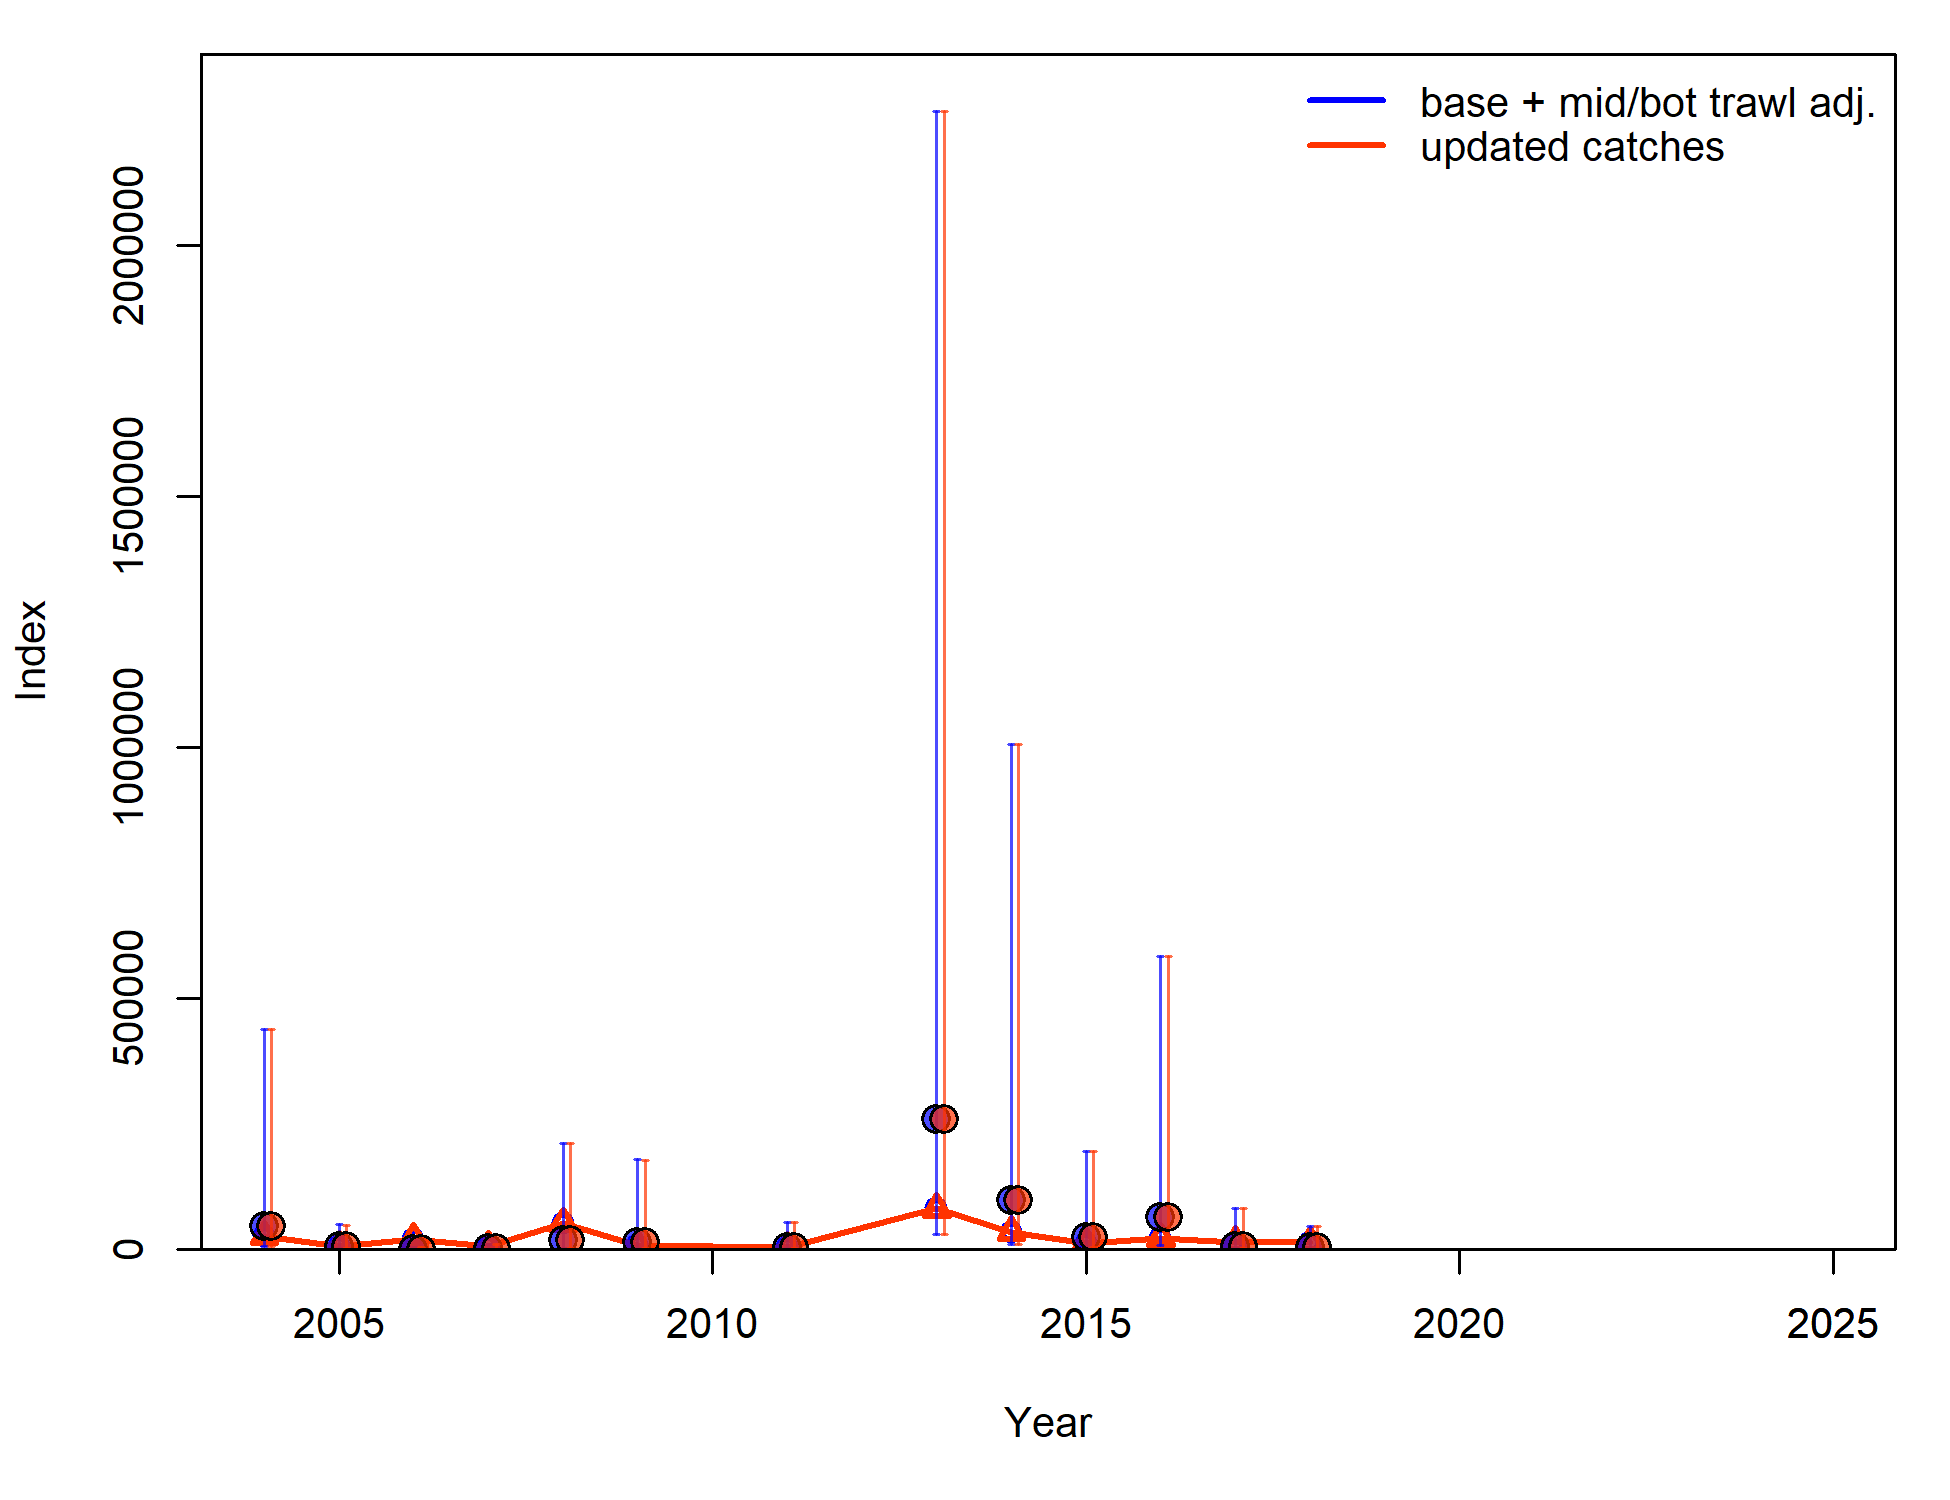 base + mid/bot trawl adj.
updated catches
Index
2000000
1500000
1000000
500000
0
2005 2010 2015 2020 2025
Year